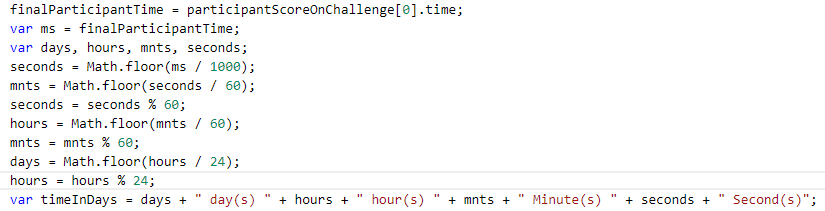 finalParticipantTime = participantScoreOnChallenge[0].time;
var ms = finalParticipantTime;
var days, hours, mnts, seconds;
seconds = Math.floor(ms / 1000);
mnts = Math.floor(seconds / 60);
seconds = seconds % 60;
hours = Math.floor(mnts / 60);
mnts = mnts % 60;
days = Math.floor(hours / 24);
hours = hours % 24;
var timeInDays = days + " day(s) " + hours + " hour(s) " + mnts + " Minute(s) " + seconds + " Second(s)";